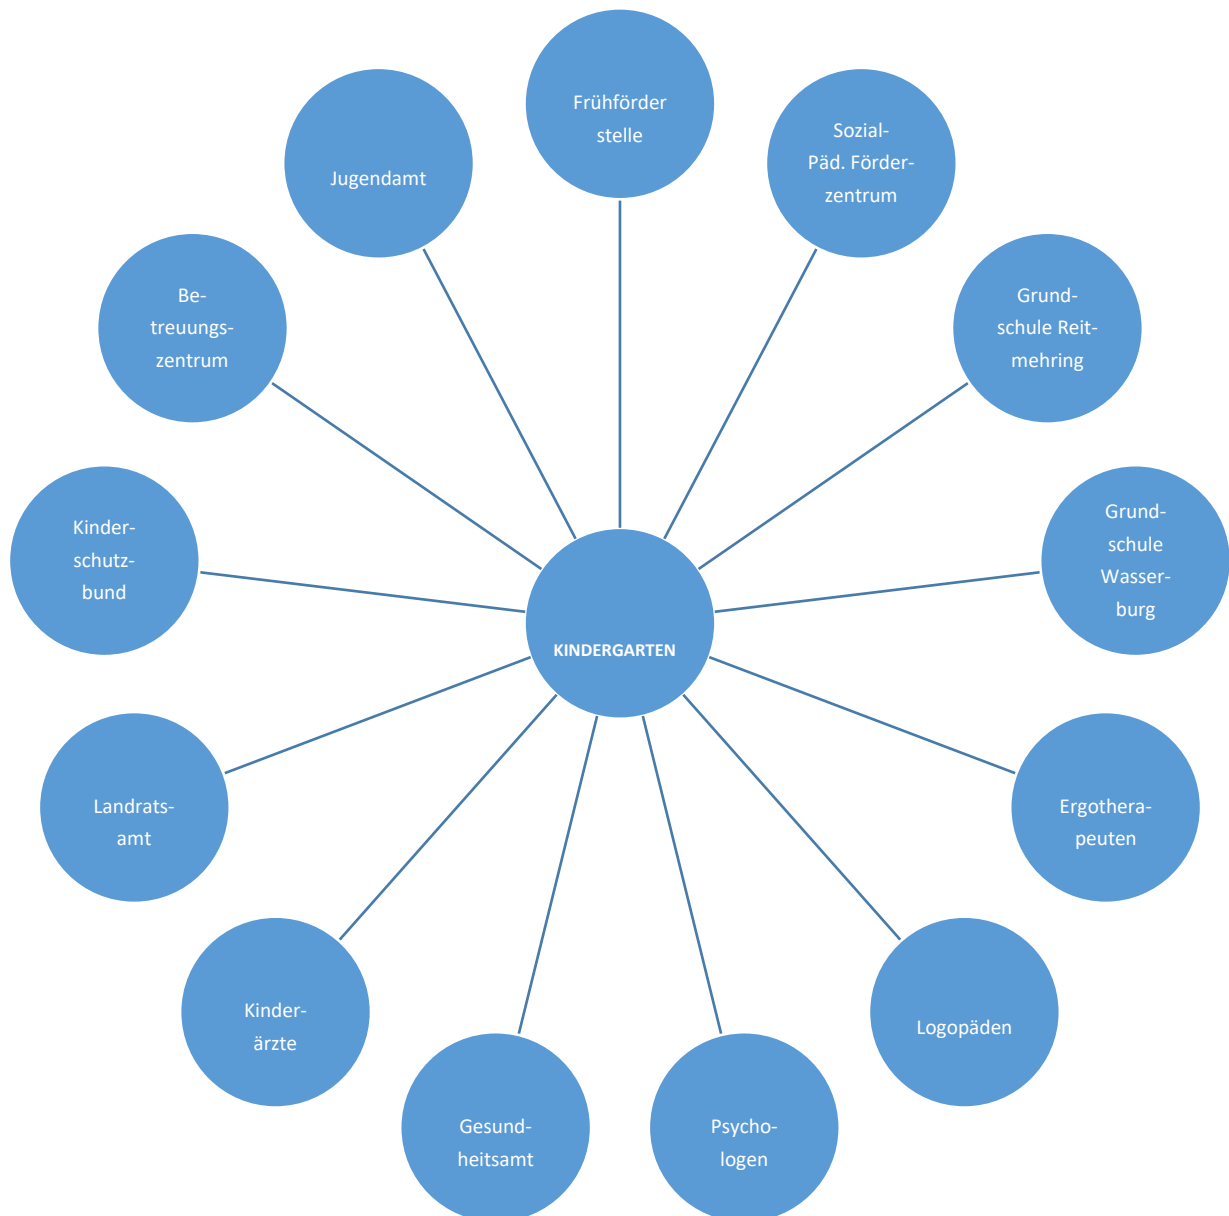 Frühförder
stelle
Sozial-
Päd. Förder-
zentrum
Grund-
schule Reit-
mehring
Grund-
schule
Wasser-
burg
Ergothera-
peuten
Logopäden
Psycho-
logen
Gesund-
heitsamt
Kinder-
ärzte
Landrats-
amt
Kinder-
schutz-
bund
Be-
treuungs-
zentrum
Jugendamt
KINDERGARTEN